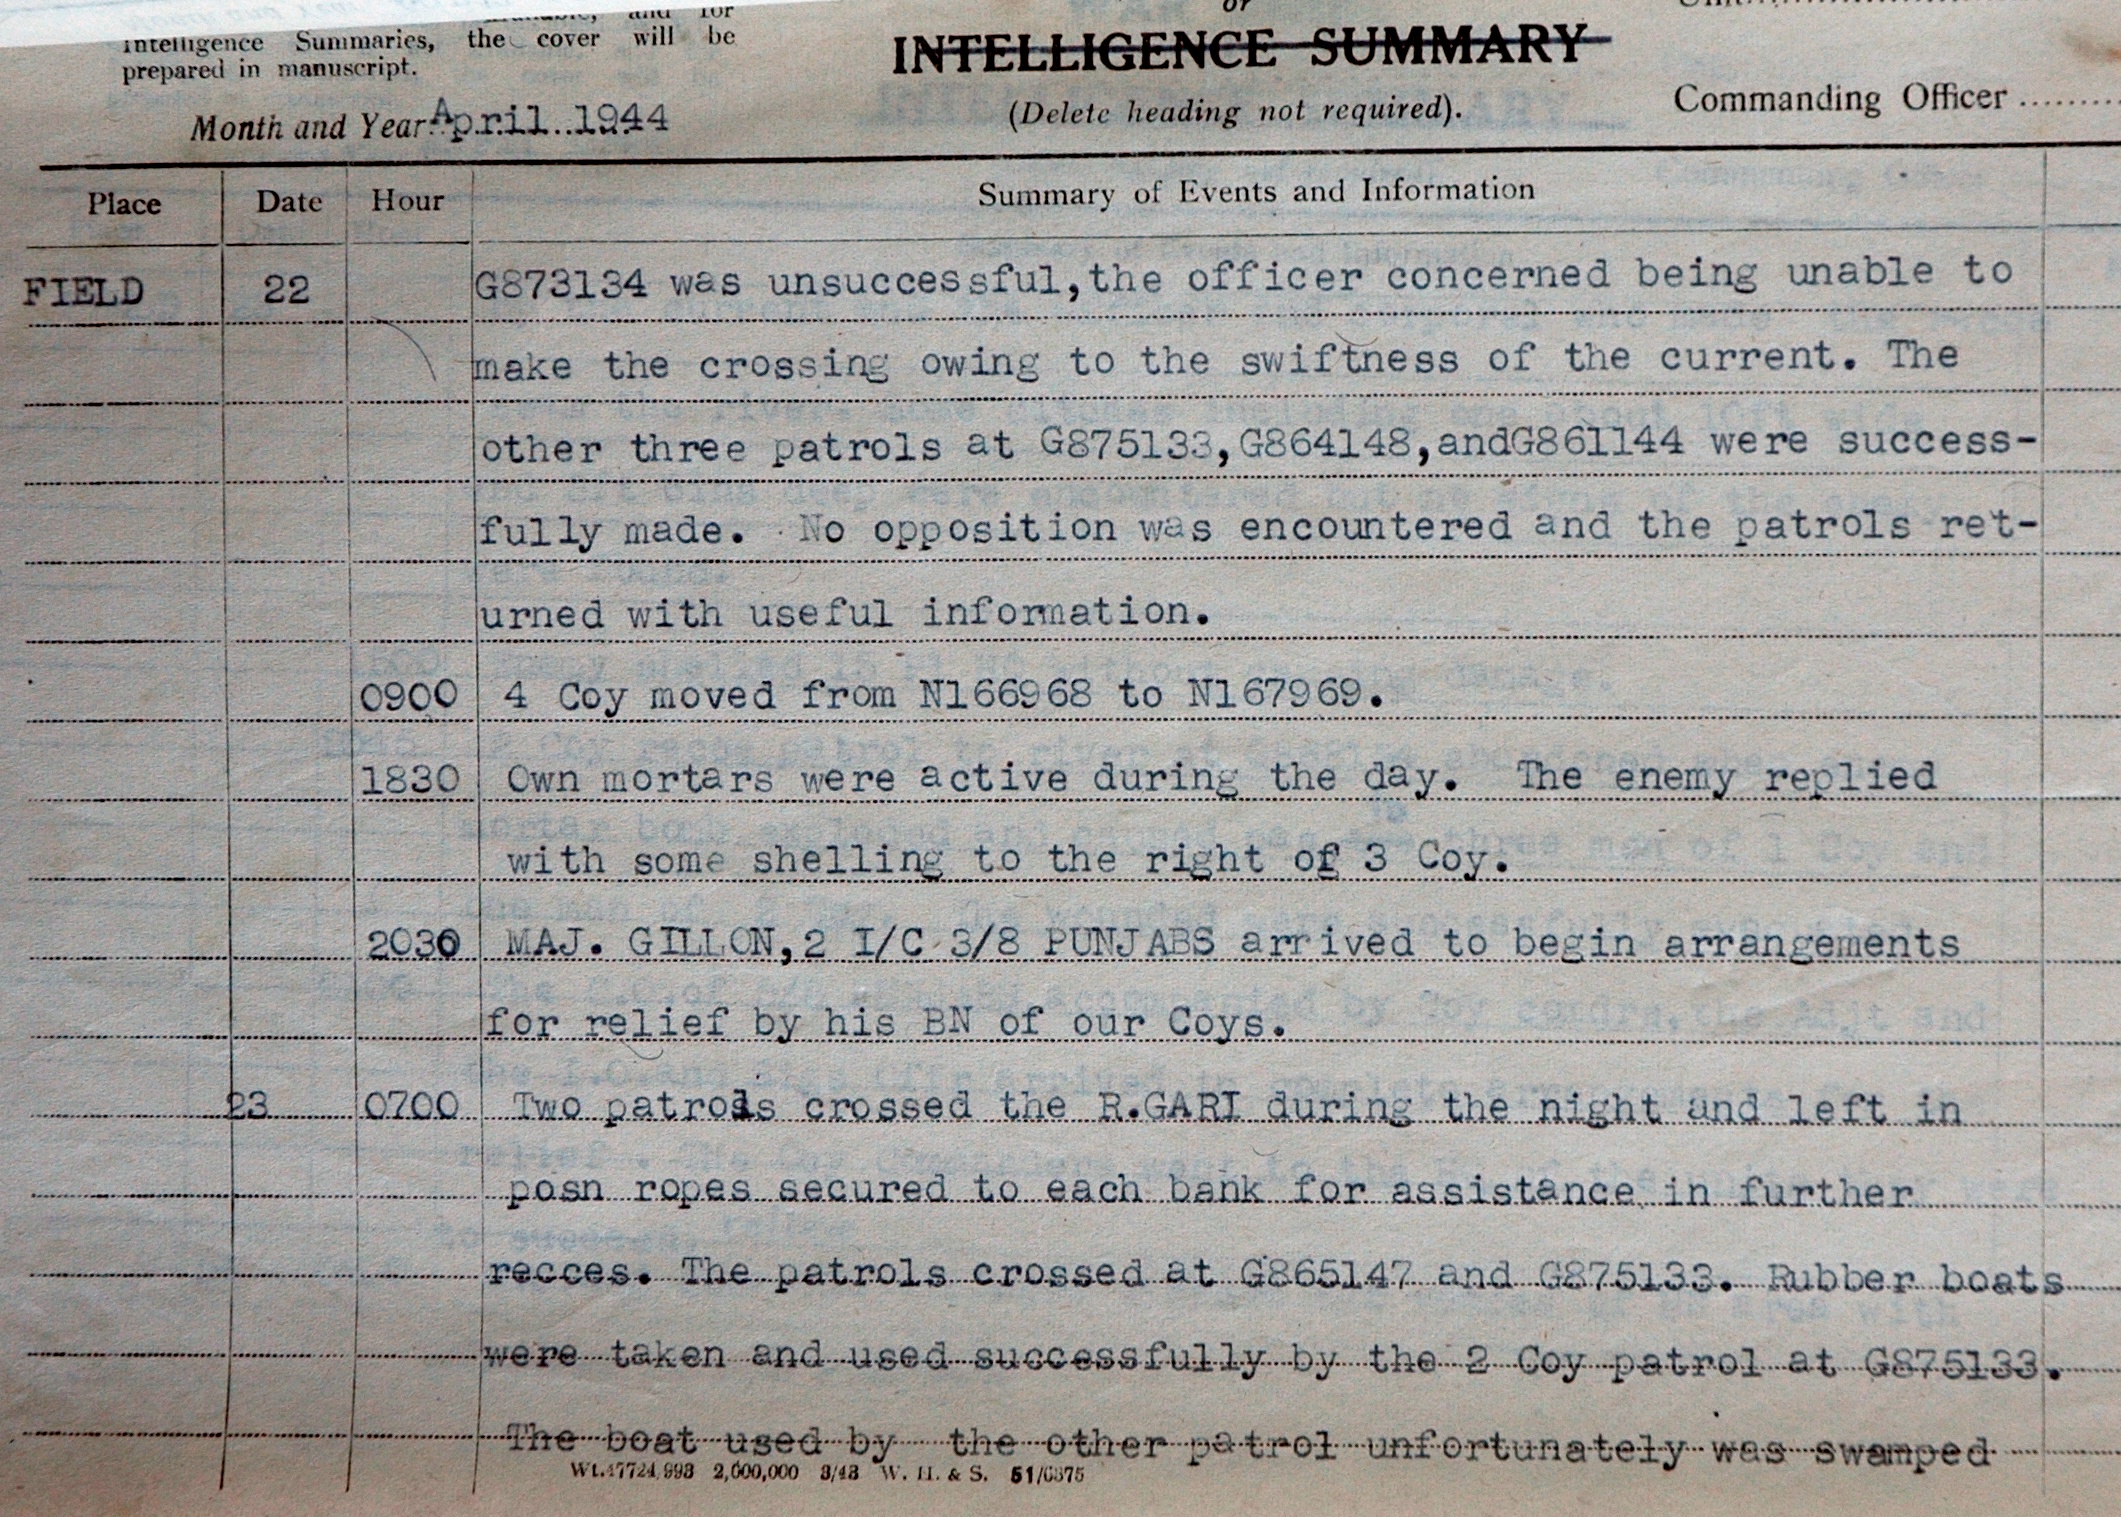 or
Intelligence Summaries, the cover will be
prepared in manuscript.
INTELLIGENCE SUMMARY
(Delete heading not required).
Commanding Officer ..........
Month and Year April 1944
Place Date Hour Summary of Events and Information
FIELD 22 G873134 was unsuccessful,the officer concerned being unable to
make the crossing owing to the swiftness of the current. The
other three patrols at G875133,G864148,andG861144 were success-
fully made. No opposition was encountered and the patrols ret-
urned with useful information.
0900 4 Coy moved from N166968 to N167969.
1830 Own mortars were active during the day. The enemy replied
with some shelling to the right of 3 Coy.
2030 MAJ. GILLON,2 I/C 3/8 PUNJABS arrived to begin arrangements
for relief by his BN of our Coys.
23 0700 Two patrols crossed the R.GARI during the night and left in
posn ropes secured to each bank for assistance in further
recces. The patrols crossed at G865147 and G875133. Rubber boats
were taken and used successfully by the 2 Coy patrol at G875133.
The boat used by the other patrol unfortunately was swamped
2,000,000 3/43 W. H. & S.